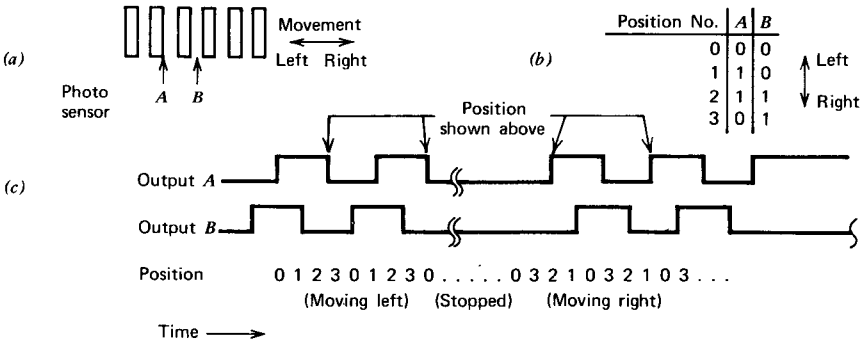 (a)
Photo
sensor
A B
Movement
Left Right
(b)
Position No. A B
0 0 0
1 1 0
2 1 1
3 0 1
Left
Right
Position
shown above
(c)
Output A
Output B
Position 0 1 2 3 0 1 2 3 0 . . . . . 0 3 2 1 0 3 2 1 0 3 . . .
(Moving left) (Stopped) (Moving right)
Time